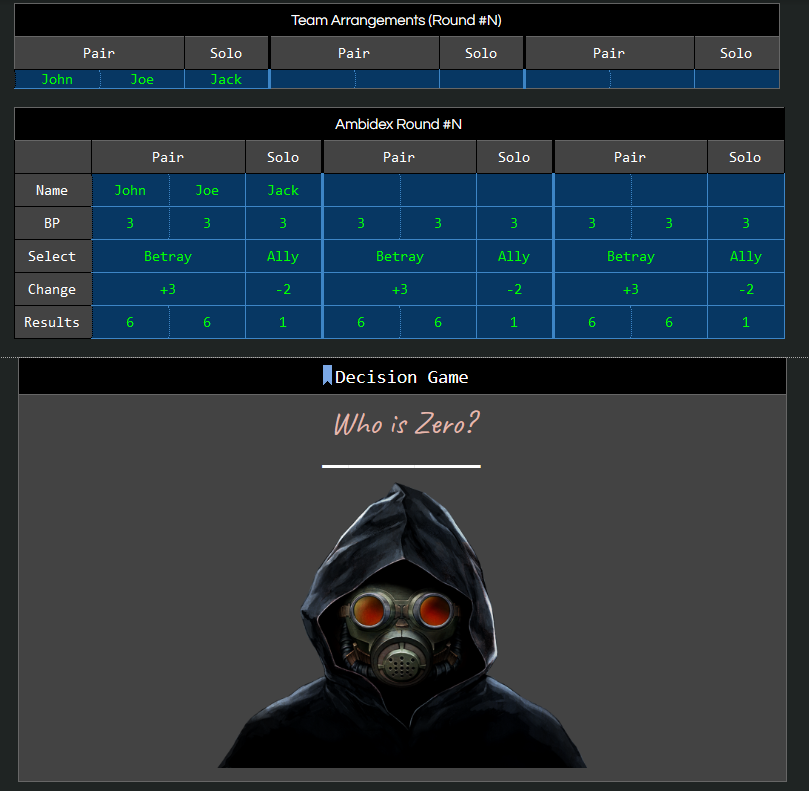 Team Arrangements (Round #N)
Pair Solo Pair Solo Pair Solo
John Joe Jack
Ambidex Round #N
Pair Solo Pair Solo Pair Solo
Name John Joe Jack
BP 3 3 3 3 3 3 3 3 3
Select Betray Ally Betray Ally Betray Ally
Change +3 -2 +3 -2 +3 -2
Results 6 6 1 6 6 1 6 6 1
Decision Game
Who is Zero?